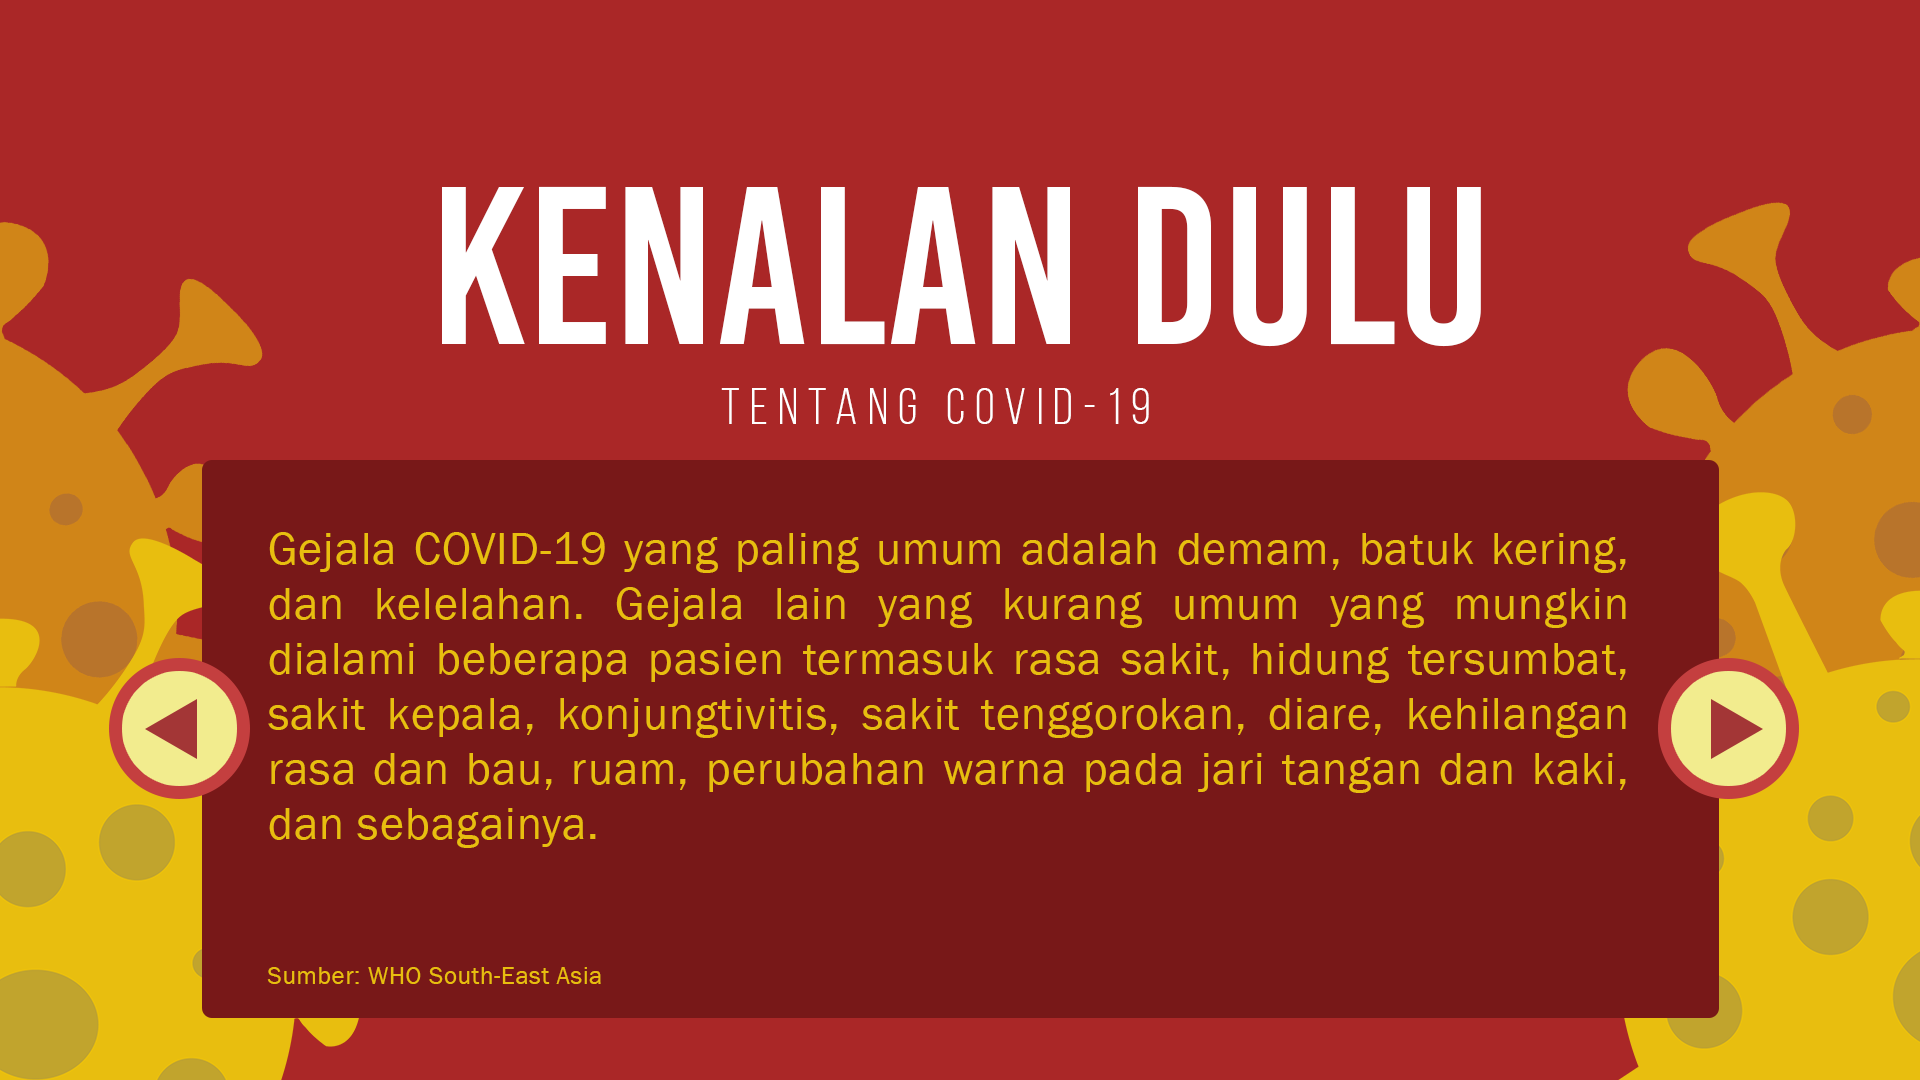 KENALAN DULU
TENTANG COVID-19
Gejala COVID-19 yang paling umum adalah demam, batuk kering,
dan kelelahan. Gejala lain yang kurang umum yang mungkin
dialami beberapa pasien termasuk rasa sakit, hidung tersumbat,
sakit kepala, konjungtivitis, sakit tenggorokan, diare, kehilangan
rasa dan bau, ruam, perubahan warna pada jari tangan dan kaki,
dan sebagainya.
Sumber: WHO South-East Asia